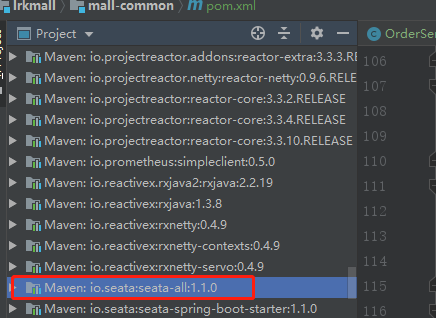 lrkmall mall-common pom.xml
Project
OrderSer
Maven: io.projectreactor.addons:reactor-extra:3.3.3.RE
Maven: io.projectreactor.netty:reactor-netty:0.9.6.RELE
Maven: io.projectreactor:reactor-core:3.3.2.RELEASE
Maven: io.projectreactor:reactor-core:3.3.4.RELEASE
Maven: io.projectreactor:reactor-core:3.3.10.RELEASE
Maven: io.prometheus:simpleclient:0.5.0
Maven: io.reactivex.rxjava2:rxjava:2.2.19
Maven: io.reactivex:rxjava:1.3.8
Maven: io.reactivex:rxnetty:0.4.9
Maven: io.reactivex:rxnetty-contexts:0.4.9
Maven: io.reactivex:rxnetty-servo:0.4.9
Maven: io.seata:seata-all:1.1.0
Maven: io.seata:seata-spring-boot-starter:1.1.0
106
107
108
109
110
111
112
113
114
115
116